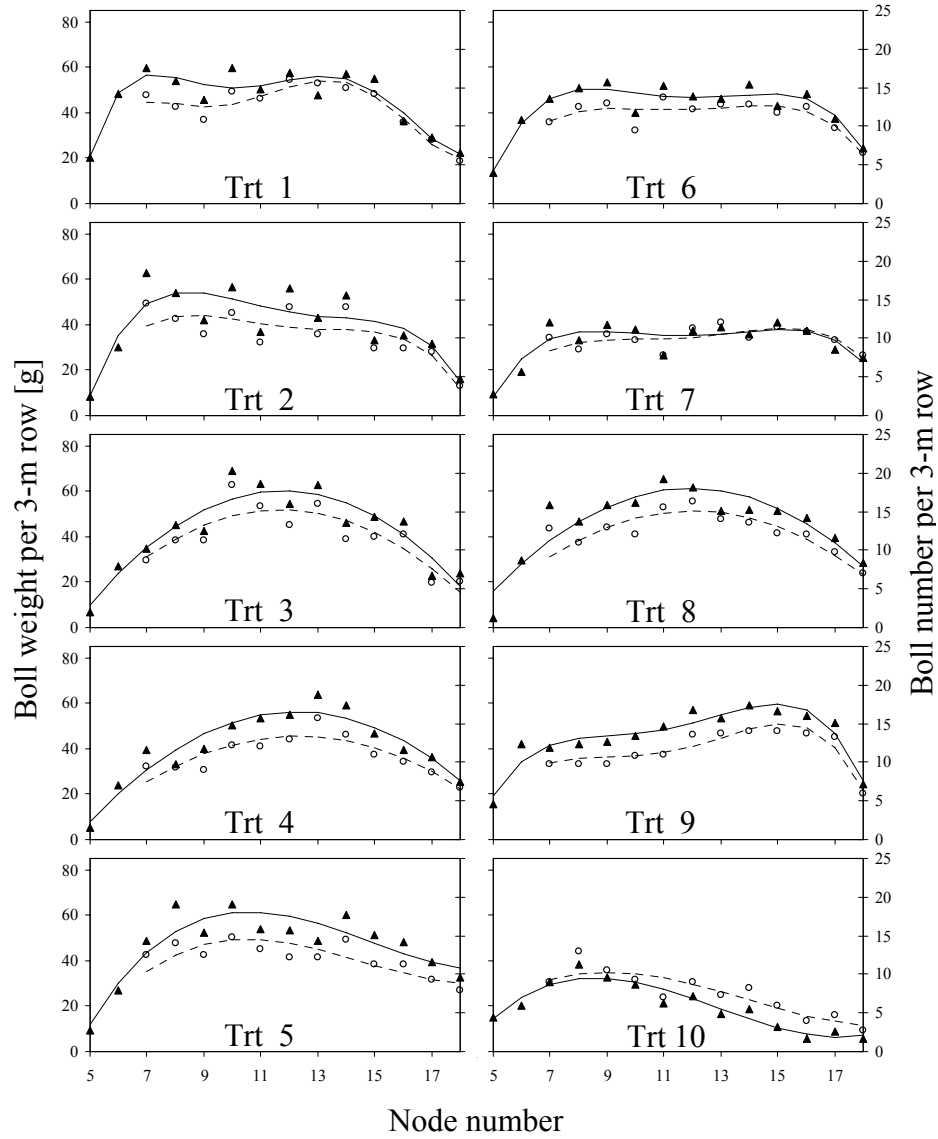 80 60 40 20 0 Trt 1
25 20 15 10 5 0 Trt 6
80 60 40 20 0 Trt 2
25 20 15 10 5 0 Trt 7
80 60 40 20 0 Trt 3
25 20 15 10 5 0 Trt 8
80 60 40 20 0 Trt 4
25 20 15 10 5 0 Trt 9
80 60 40 20 0 Trt 5
25 20 15 10 5 0 Trt 10
Boll weight per 3-m row [g]
Boll number per 3-m row
5 7 9 11 13 15 17 5 7 9 11 13 15 17
Node number